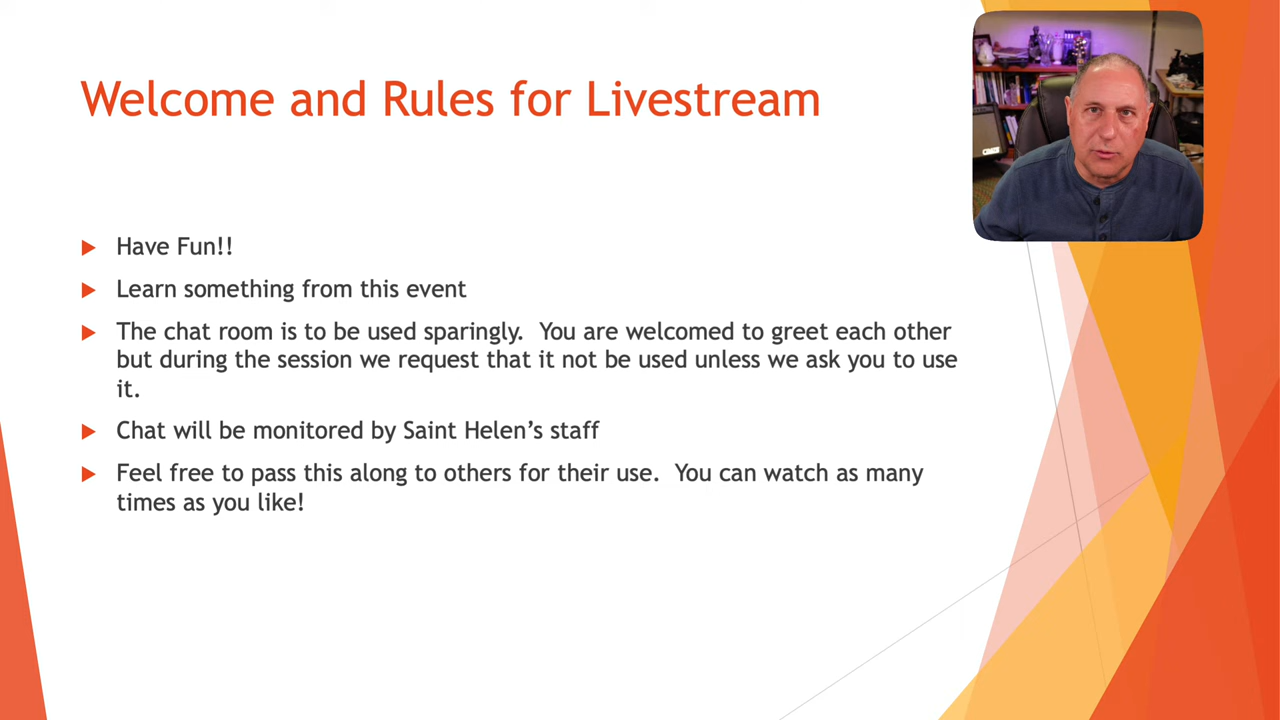 Welcome and Rules for Livestream
Have Fun!!
Learn something from this event
The chat room is to be used sparingly. You are welcomed to greet each other
but during the session we request that it not be used unless we ask you to use
it.
Chat will be monitored by Saint Helen’s staff
Feel free to pass this along to others for their use. You can watch as many
times as you like!